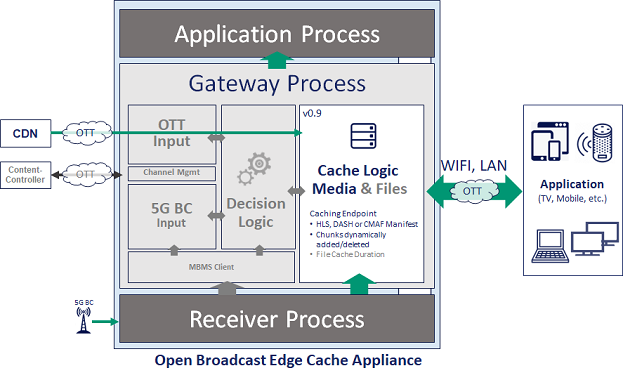 Application Process
Gateway Process
v0.9
CDN
OTT
OTT
Input
Channel Mgmt
Content-
Controller
OTT
5G BC
Input
Decision
Logic
MBMS Client
Cache Logic
Media & Files
Caching Endpoint
• HLS, DASH or CMAF Manifest
• Chunks dynamically
added/deleted
• File Cache Duration
WIFI, LAN
OTT
Application
(TV, Mobile, etc.)
5G BC
Receiver Process
Open Broadcast Edge Cache Appliance